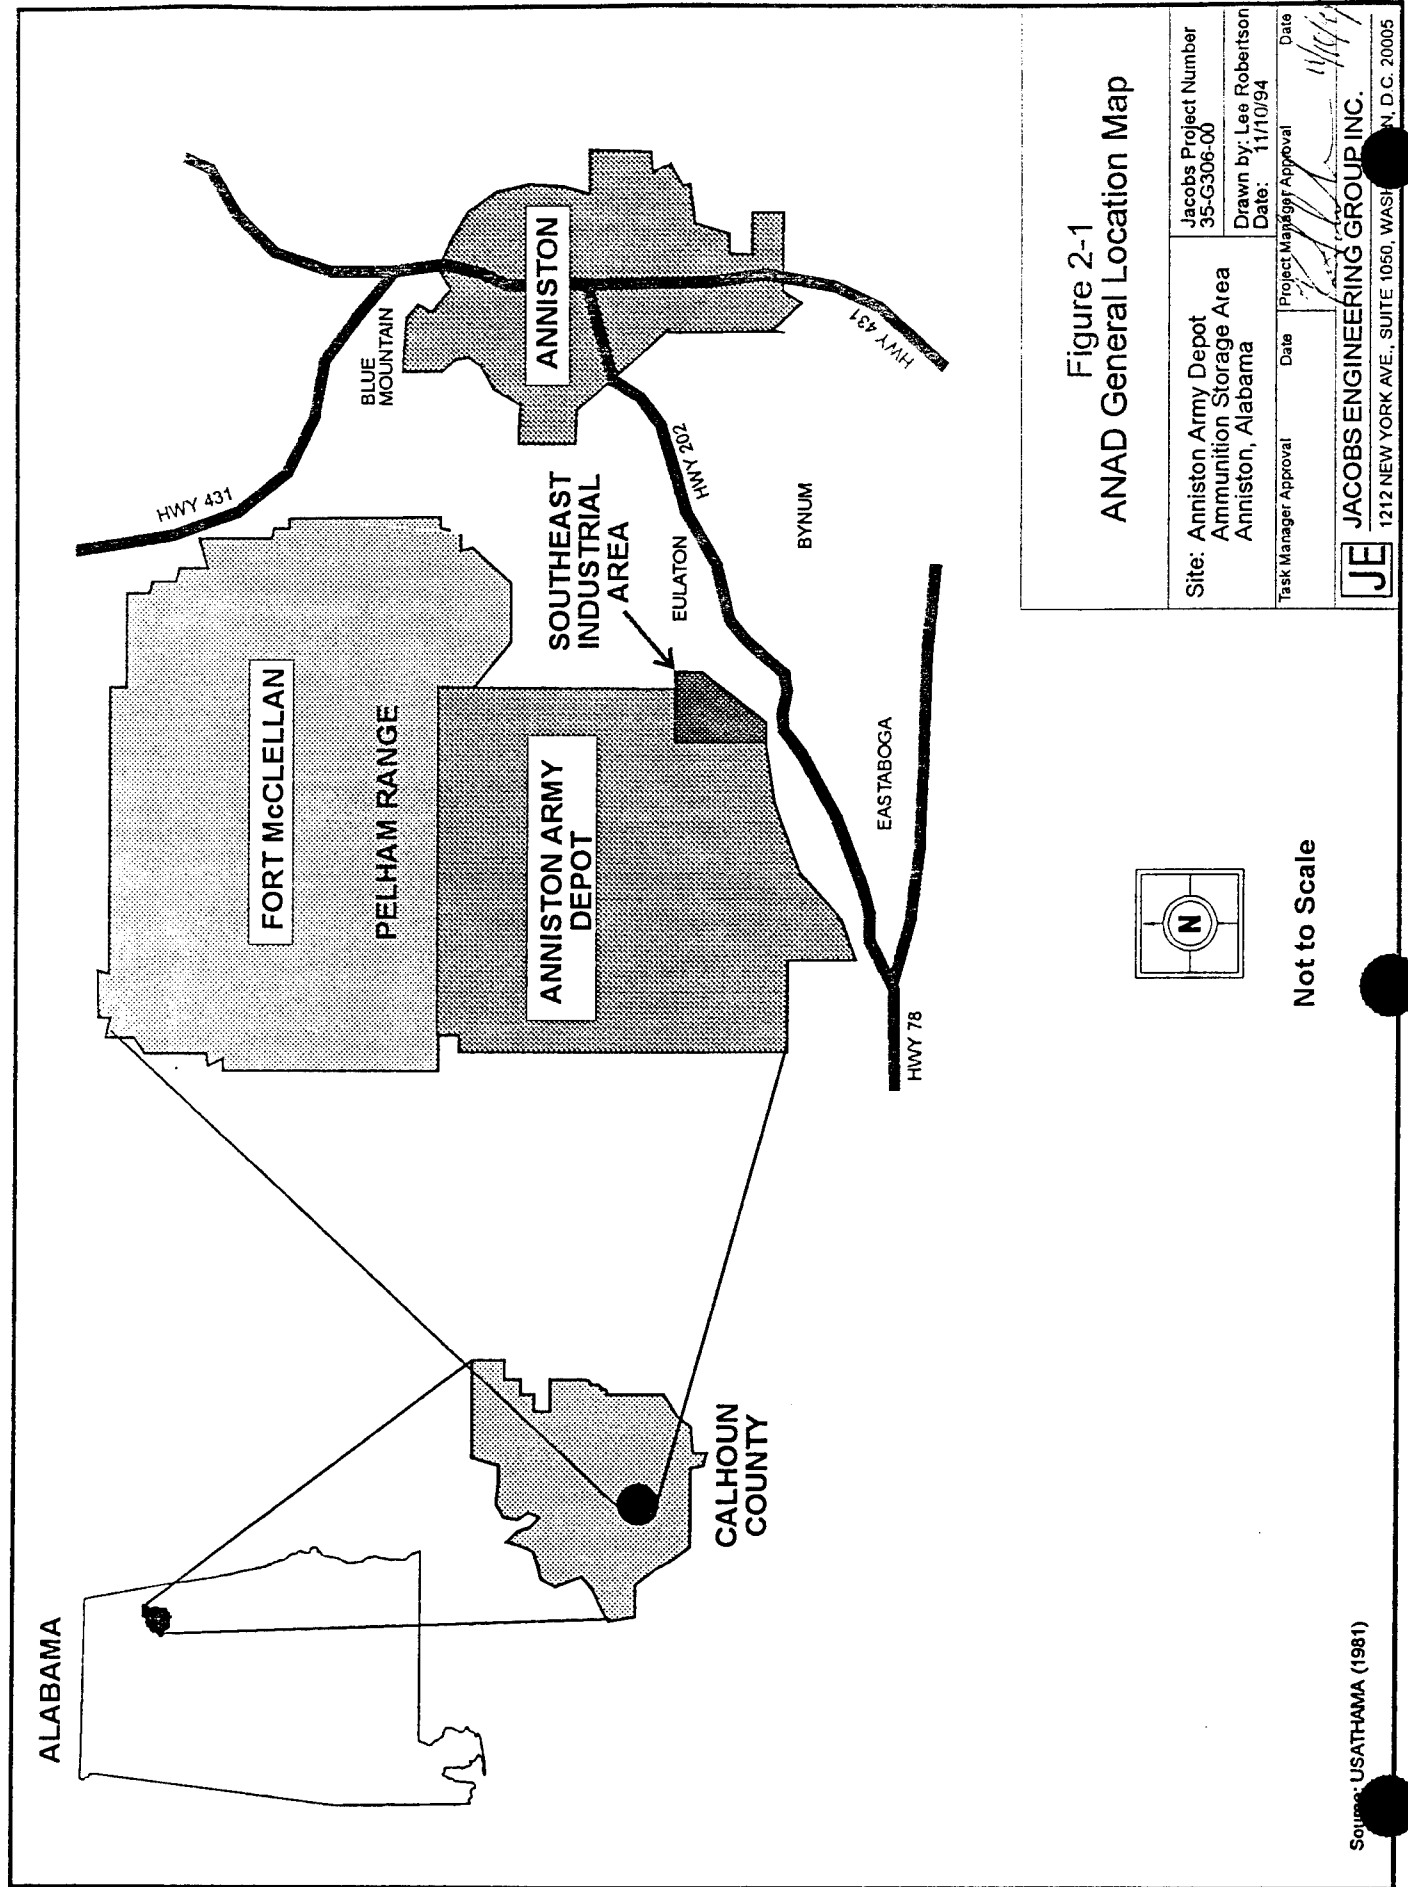 ALABAMA
CALHOUN
COUNTY
FORT McCLELLAN
PELHAM RANGE
ANNISTON ARMY
DEPOT
SOUTHEAST
INDUSTRIAL
AREA
HWY 431
BLUE
MOUNTAIN
ANNISTON
HWY 431
HWY 202
EULATON
BYNUM
EASTABOGA
HWY 78
N
Not to Scale
Source: USATHAMA (1981)
Figure 2-1
ANAD General Location Map
Site: Anniston Army Depot
Ammunition Storage Area
Anniston, Alabama
Jacobs Project Number
35-G306-00
Drawn by: Lee Robertson
Date: 11/10/94
Task Manager Approval Date
Project Manager Approval Date
JE
JACOBS ENGINEERING GROUP INC.
1212 NEW YORK AVE., SUITE 1050, WASH N, D.C. 20005